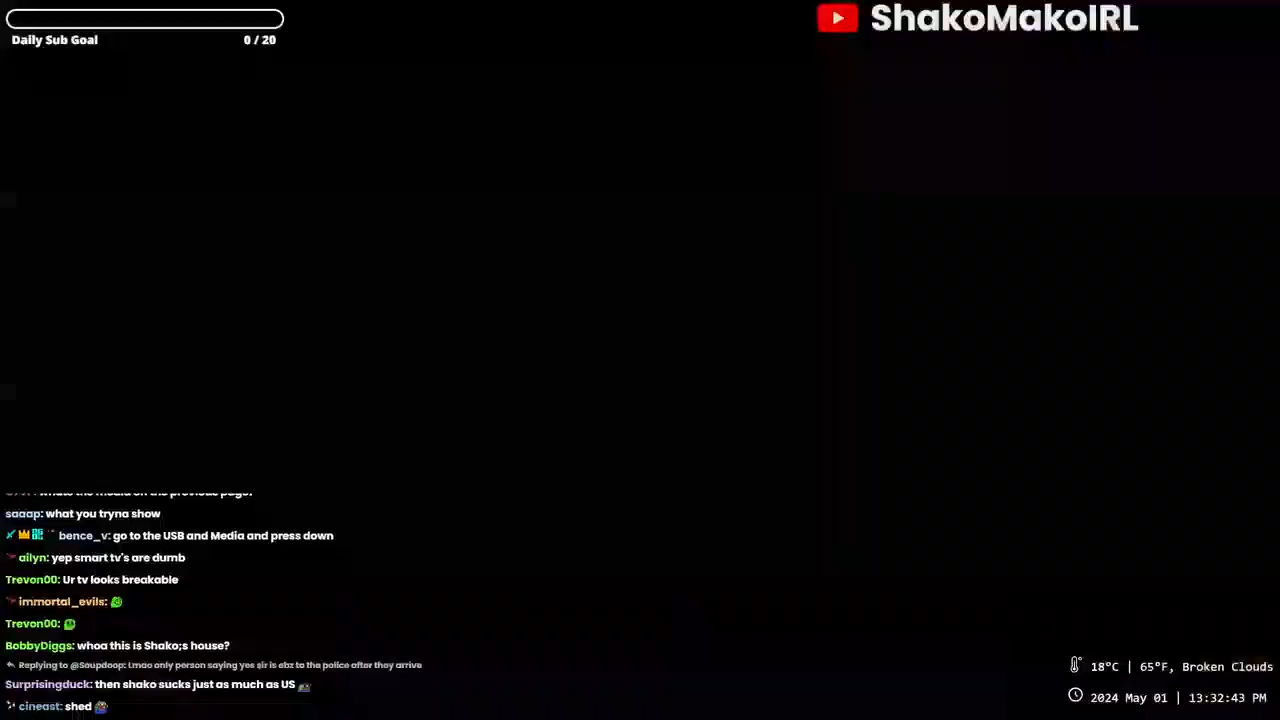 ShakoMakoIRL
Daily Sub Goal 0 / 20
saaap: what you tryna show
bence_v: go to the USB and Media and press down
ailyn: yep smart tv's are dumb
Trevon00: Ur tv looks breakable
immortal_evils:
Trevon00:
BobbyDiggs: whoa this is Shako;s house?
Replying to @Soupdoop: Lmao only person saying yes sir is ebz to the police after they arrive
Surprisingduck: then shako sucks just as much as US
cineast: shed
18°C | 65°F, Broken Clouds
2024 May 01 | 13:32:43 PM